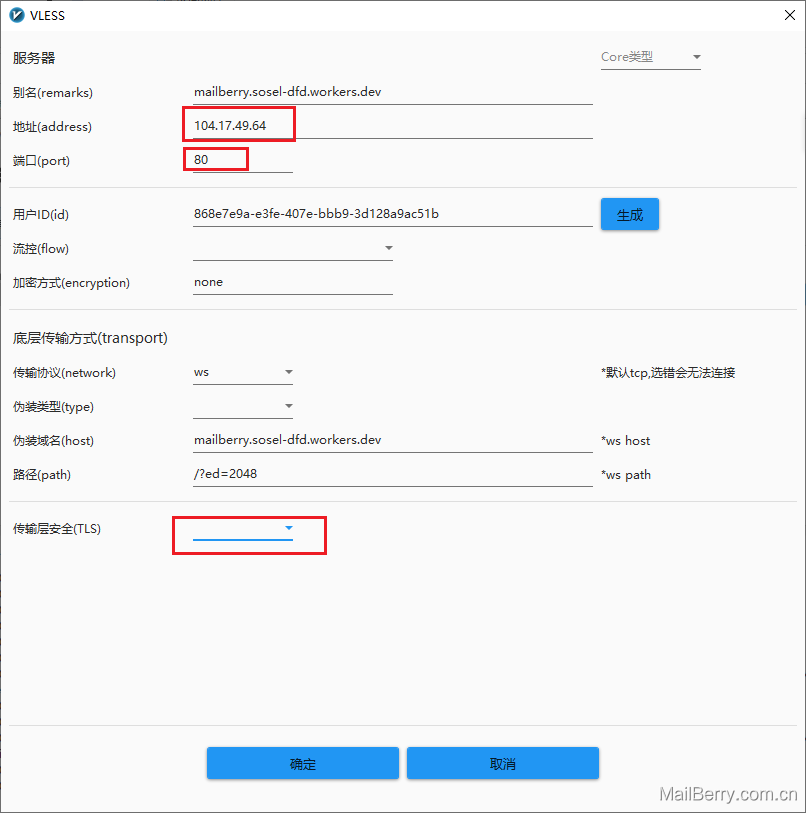 VLESS
服务器
Core类型
别名(remarks)
mailberry.sosel-dfd.workers.dev
地址(address)
104.17.49.64
端口(port)
80
用户ID(id)
868e7e9a-e3fe-407e-bbb9-3d128a9ac51b
生成
流控(flow)
加密方式(encryption)
none
底层传输方式(transport)
传输协议(network)
ws
*默认tcp,选错会无法连接
伪装类型(type)
伪装域名(host)
mailberry.sosel-dfd.workers.dev
*ws host
路径(path)
/?ed=2048
*ws path
传输层安全(TLS)
确定
取消
MailBerry.com.cn